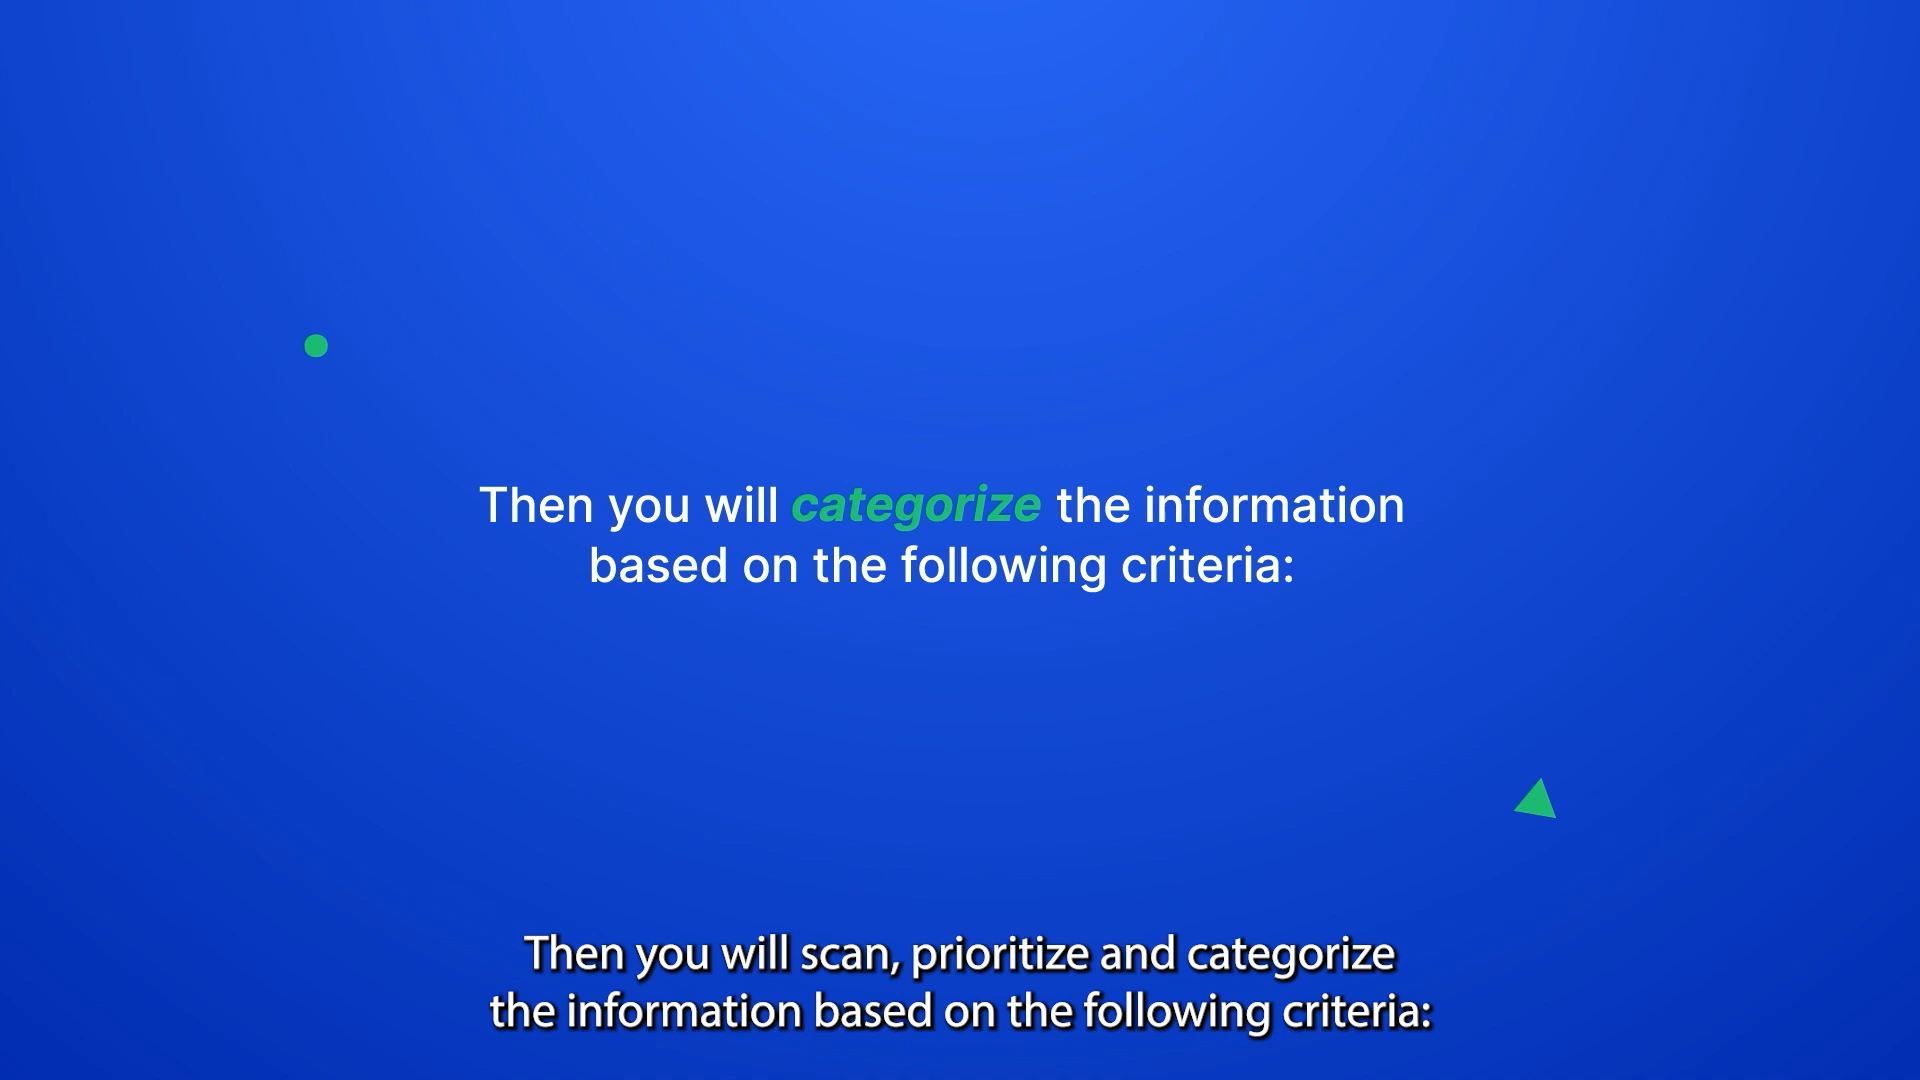 Then you will categorize the information
based on the following criteria:
Then you will scan, prioritize and categorize
the information based on the following criteria: